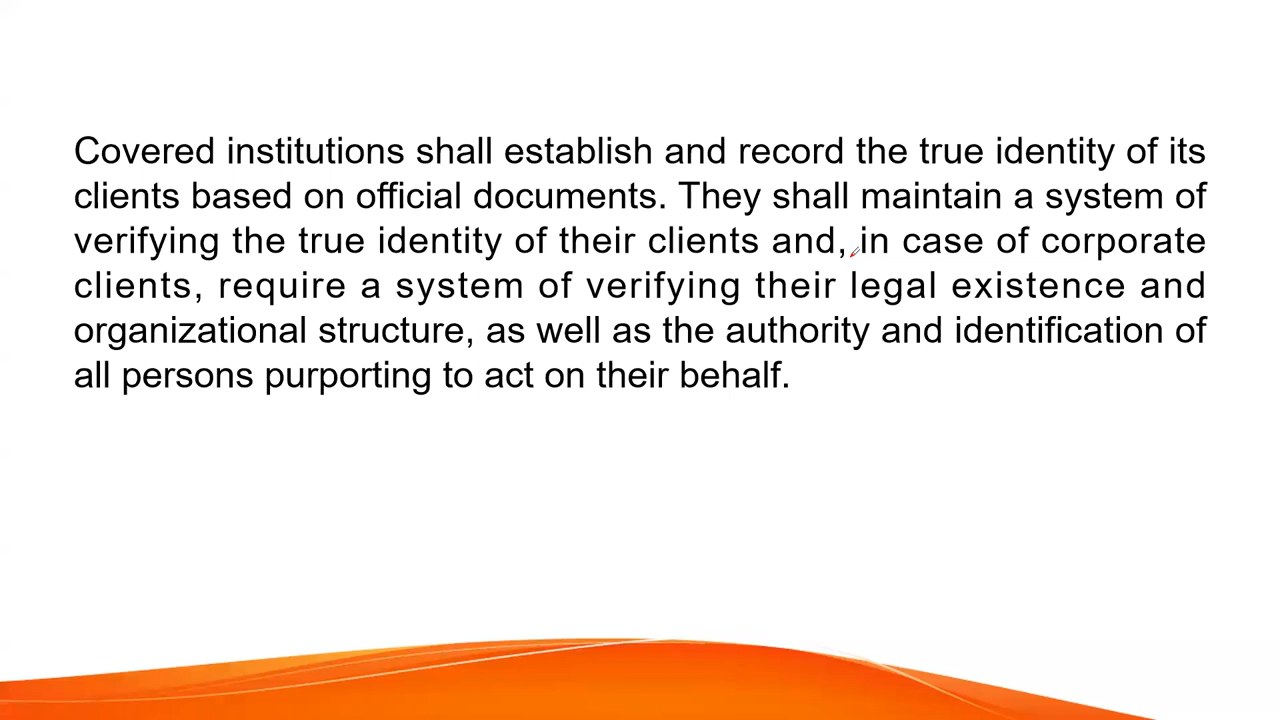 Covered institutions shall establish and record the true identity of its
clients based on official documents. They shall maintain a system of
verifying the true identity of their clients and, in case of corporate
clients, require a system of verifying their legal existence and
organizational structure, as well as the authority and identification of
all persons purporting to act on their behalf.